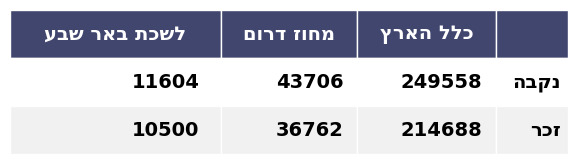 כלל הארץ מחוז דרום לשכת באר שבע
נקבה 249558 43706 11604
זכר 214688 36762 10500